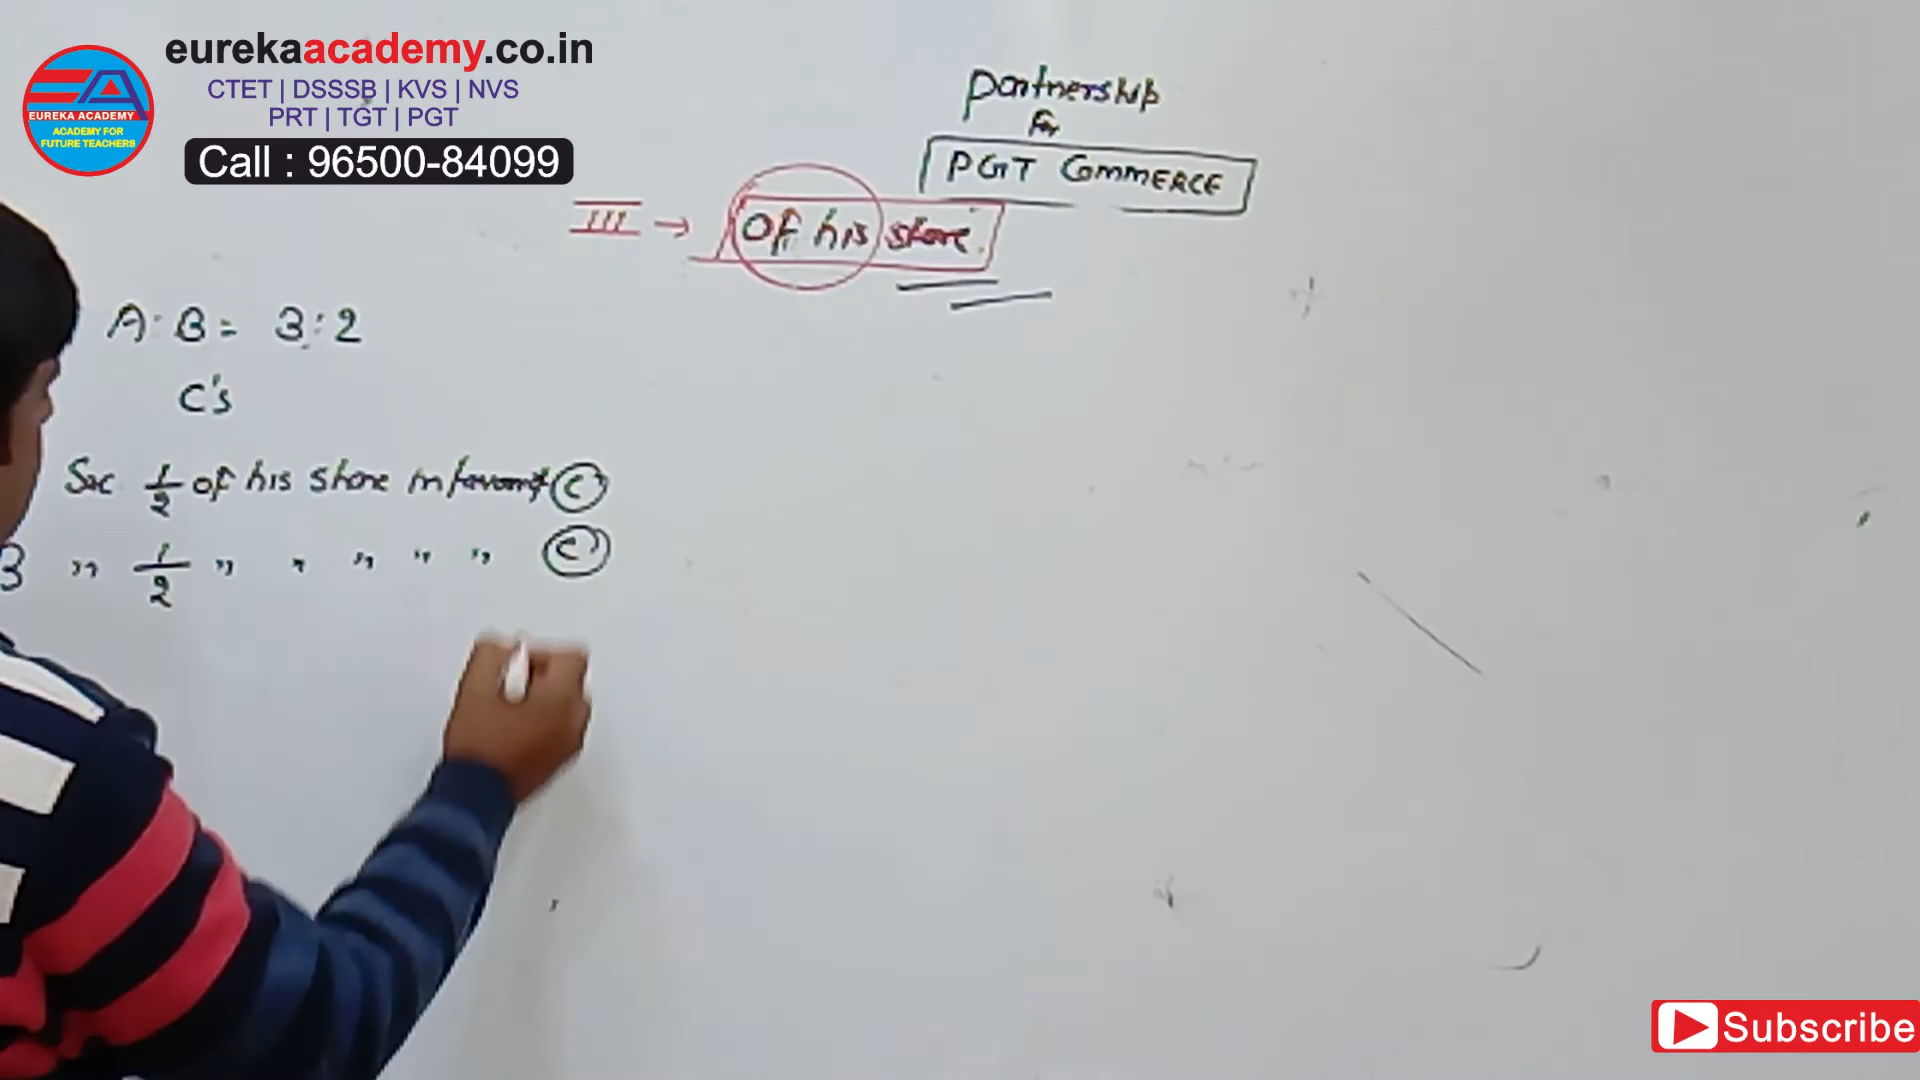 eurekaacademy.co.in
CTET | DSSSB | KVS | NVS
PRT | TGT | PGT
Call : 96500-84099
EUREKA ACADEMY
ACADEMY FOR
FUTURE TEACHERS
Partnership
For
PGT COMMERCE
III → Of his share.
A : B = 3 : 2
C's
Sac 1/2 of his share in favour of C
B " 1/2 " " " " " C
Subscribe